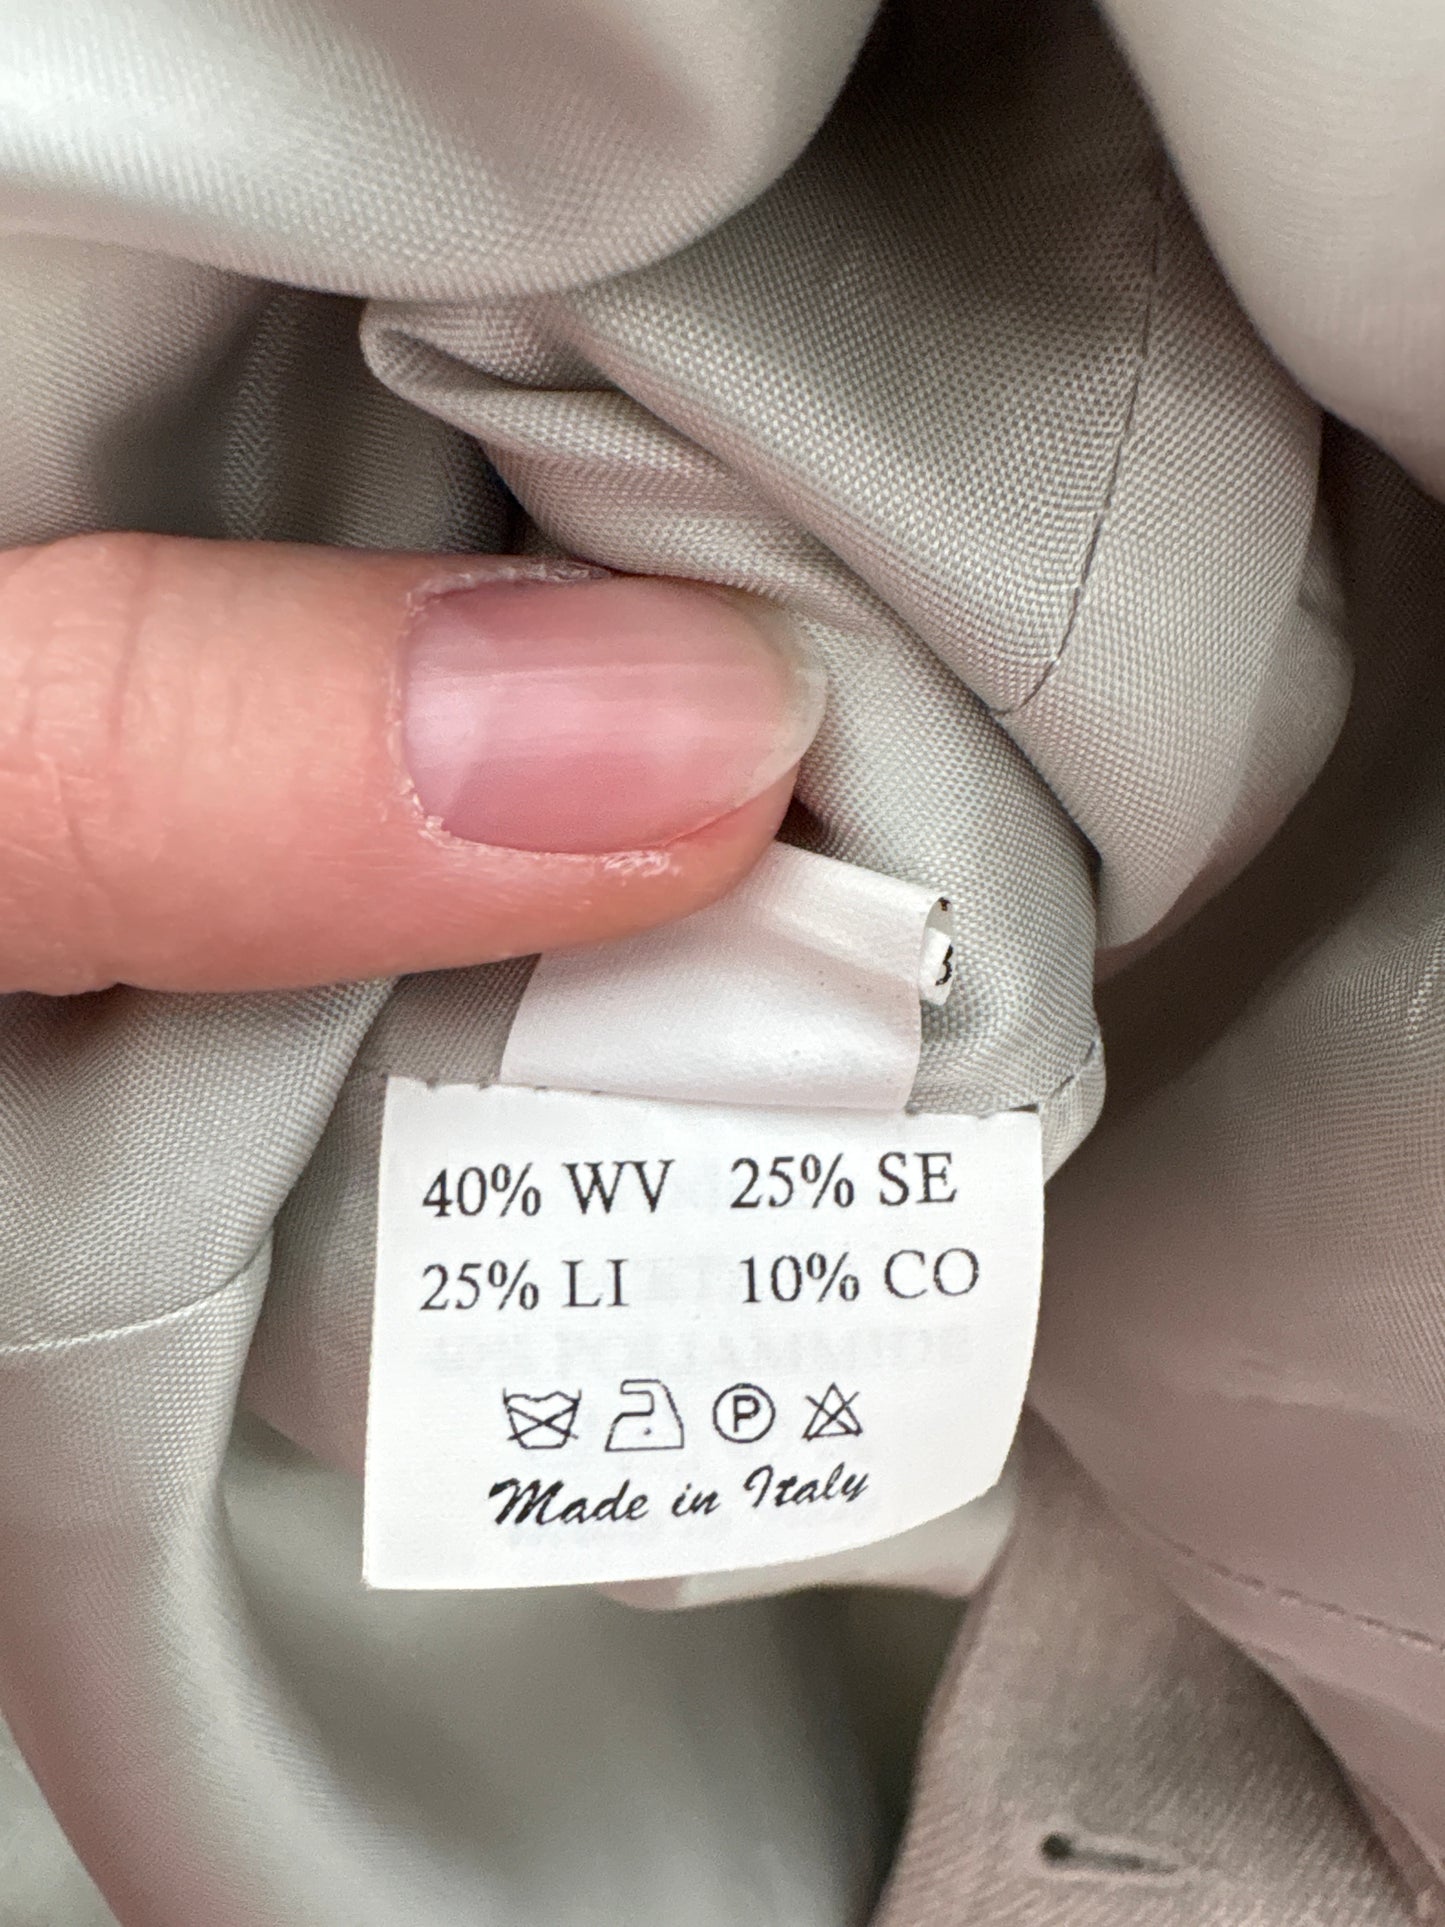 40% WV 25% SE
25% LI 10% CO
P
Made in Italy